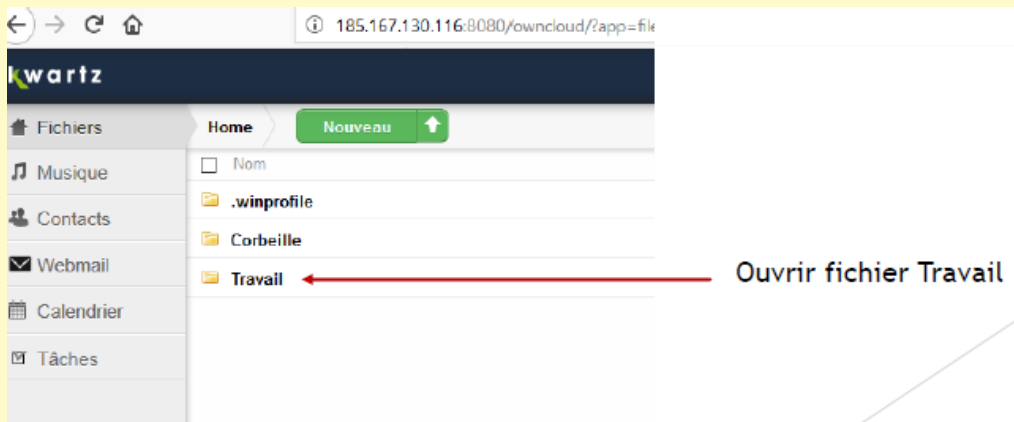 185.167.130.116:8080/owncloud/?app=file
kwartz
Fichiers
Home
Nouveau
Musique
Nom
.winprofile
Contacts
Corbeille
Webmail
Travail
Ouvrir fichier Travail
Calendrier
Tâches